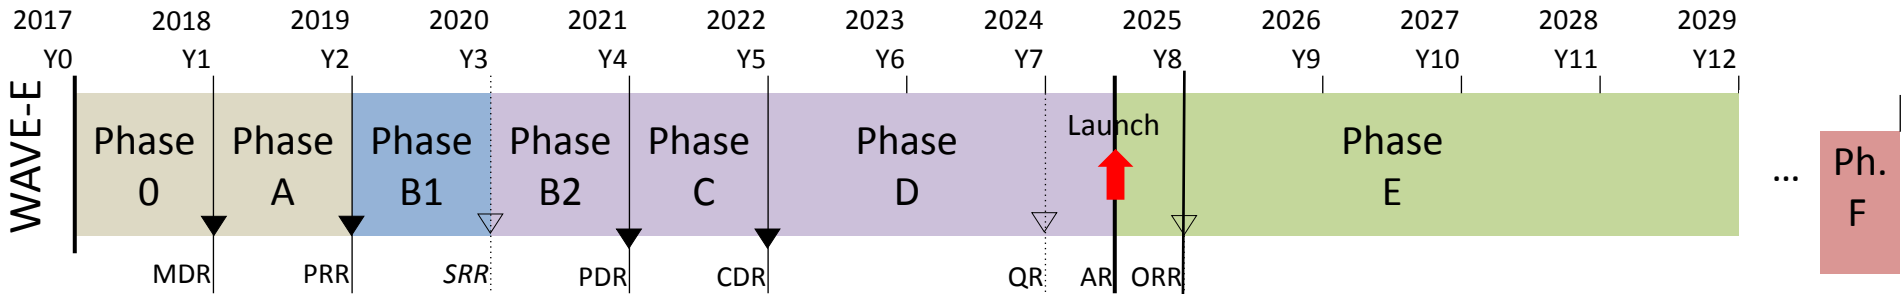 2017 2018 2019 2020 2021 2022 2023 2024 2025 2026 2027 2028 2029
Y0 Y1 Y2 Y3 Y4 Y5 Y6 Y7 Y8 Y9 Y10 Y11 Y12
WAVE-E
Phase
0
Phase
A
Phase
B1
Phase
B2
Phase
C
Phase
D
Launch
Phase
E
...
Ph.
F
MDR PRR SRR PDR CDR QR AR ORR